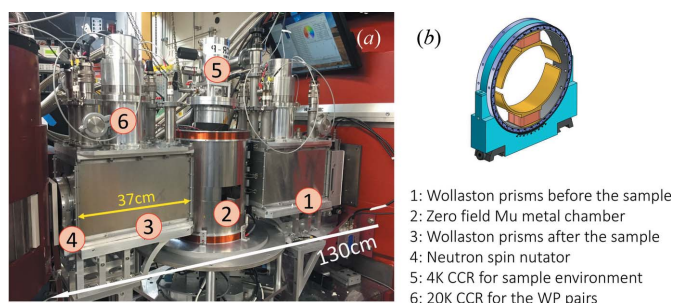 (a)
(b)
5
6
37cm
1
3
2
4
130cm
1: Wollaston prisms before the sample
2: Zero field Mu metal chamber
3: Wollaston prisms after the sample
4: Neutron spin nutator
5: 4K CCR for sample environment
6: 20K CCR for the WP pairs